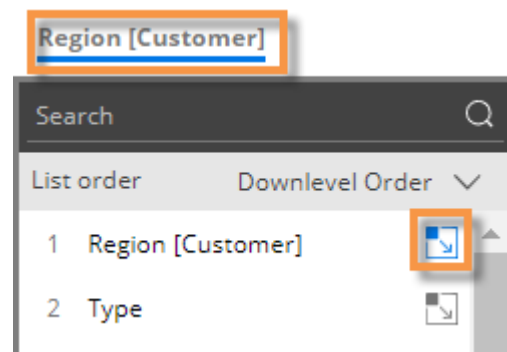 Region [Customer]
Search
List order Downlevel Order
1 Region [Customer]
2 Type